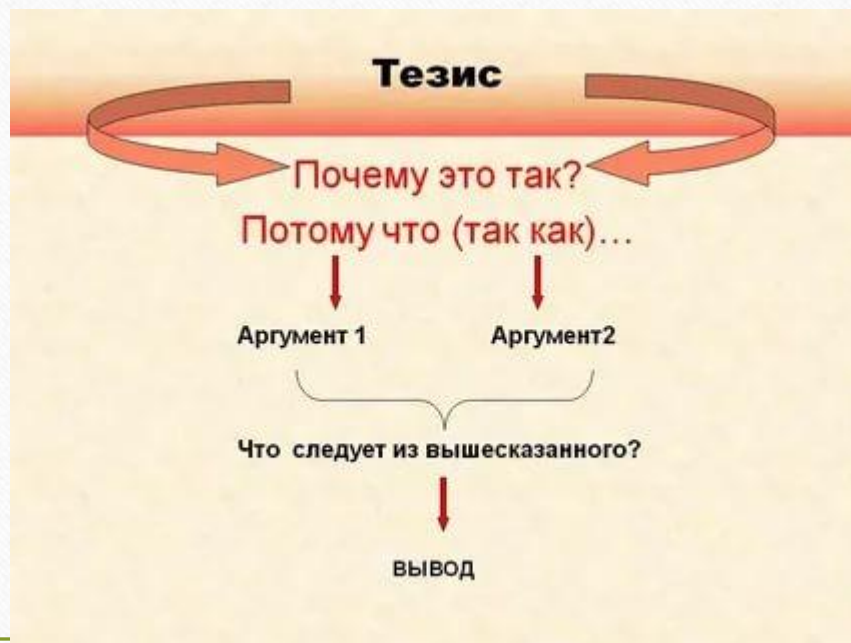 Тезис
Почему это так?
Потому что (так как)...
Аргумент 1 Аргумент2
Что следует из вышесказанного?
вывод